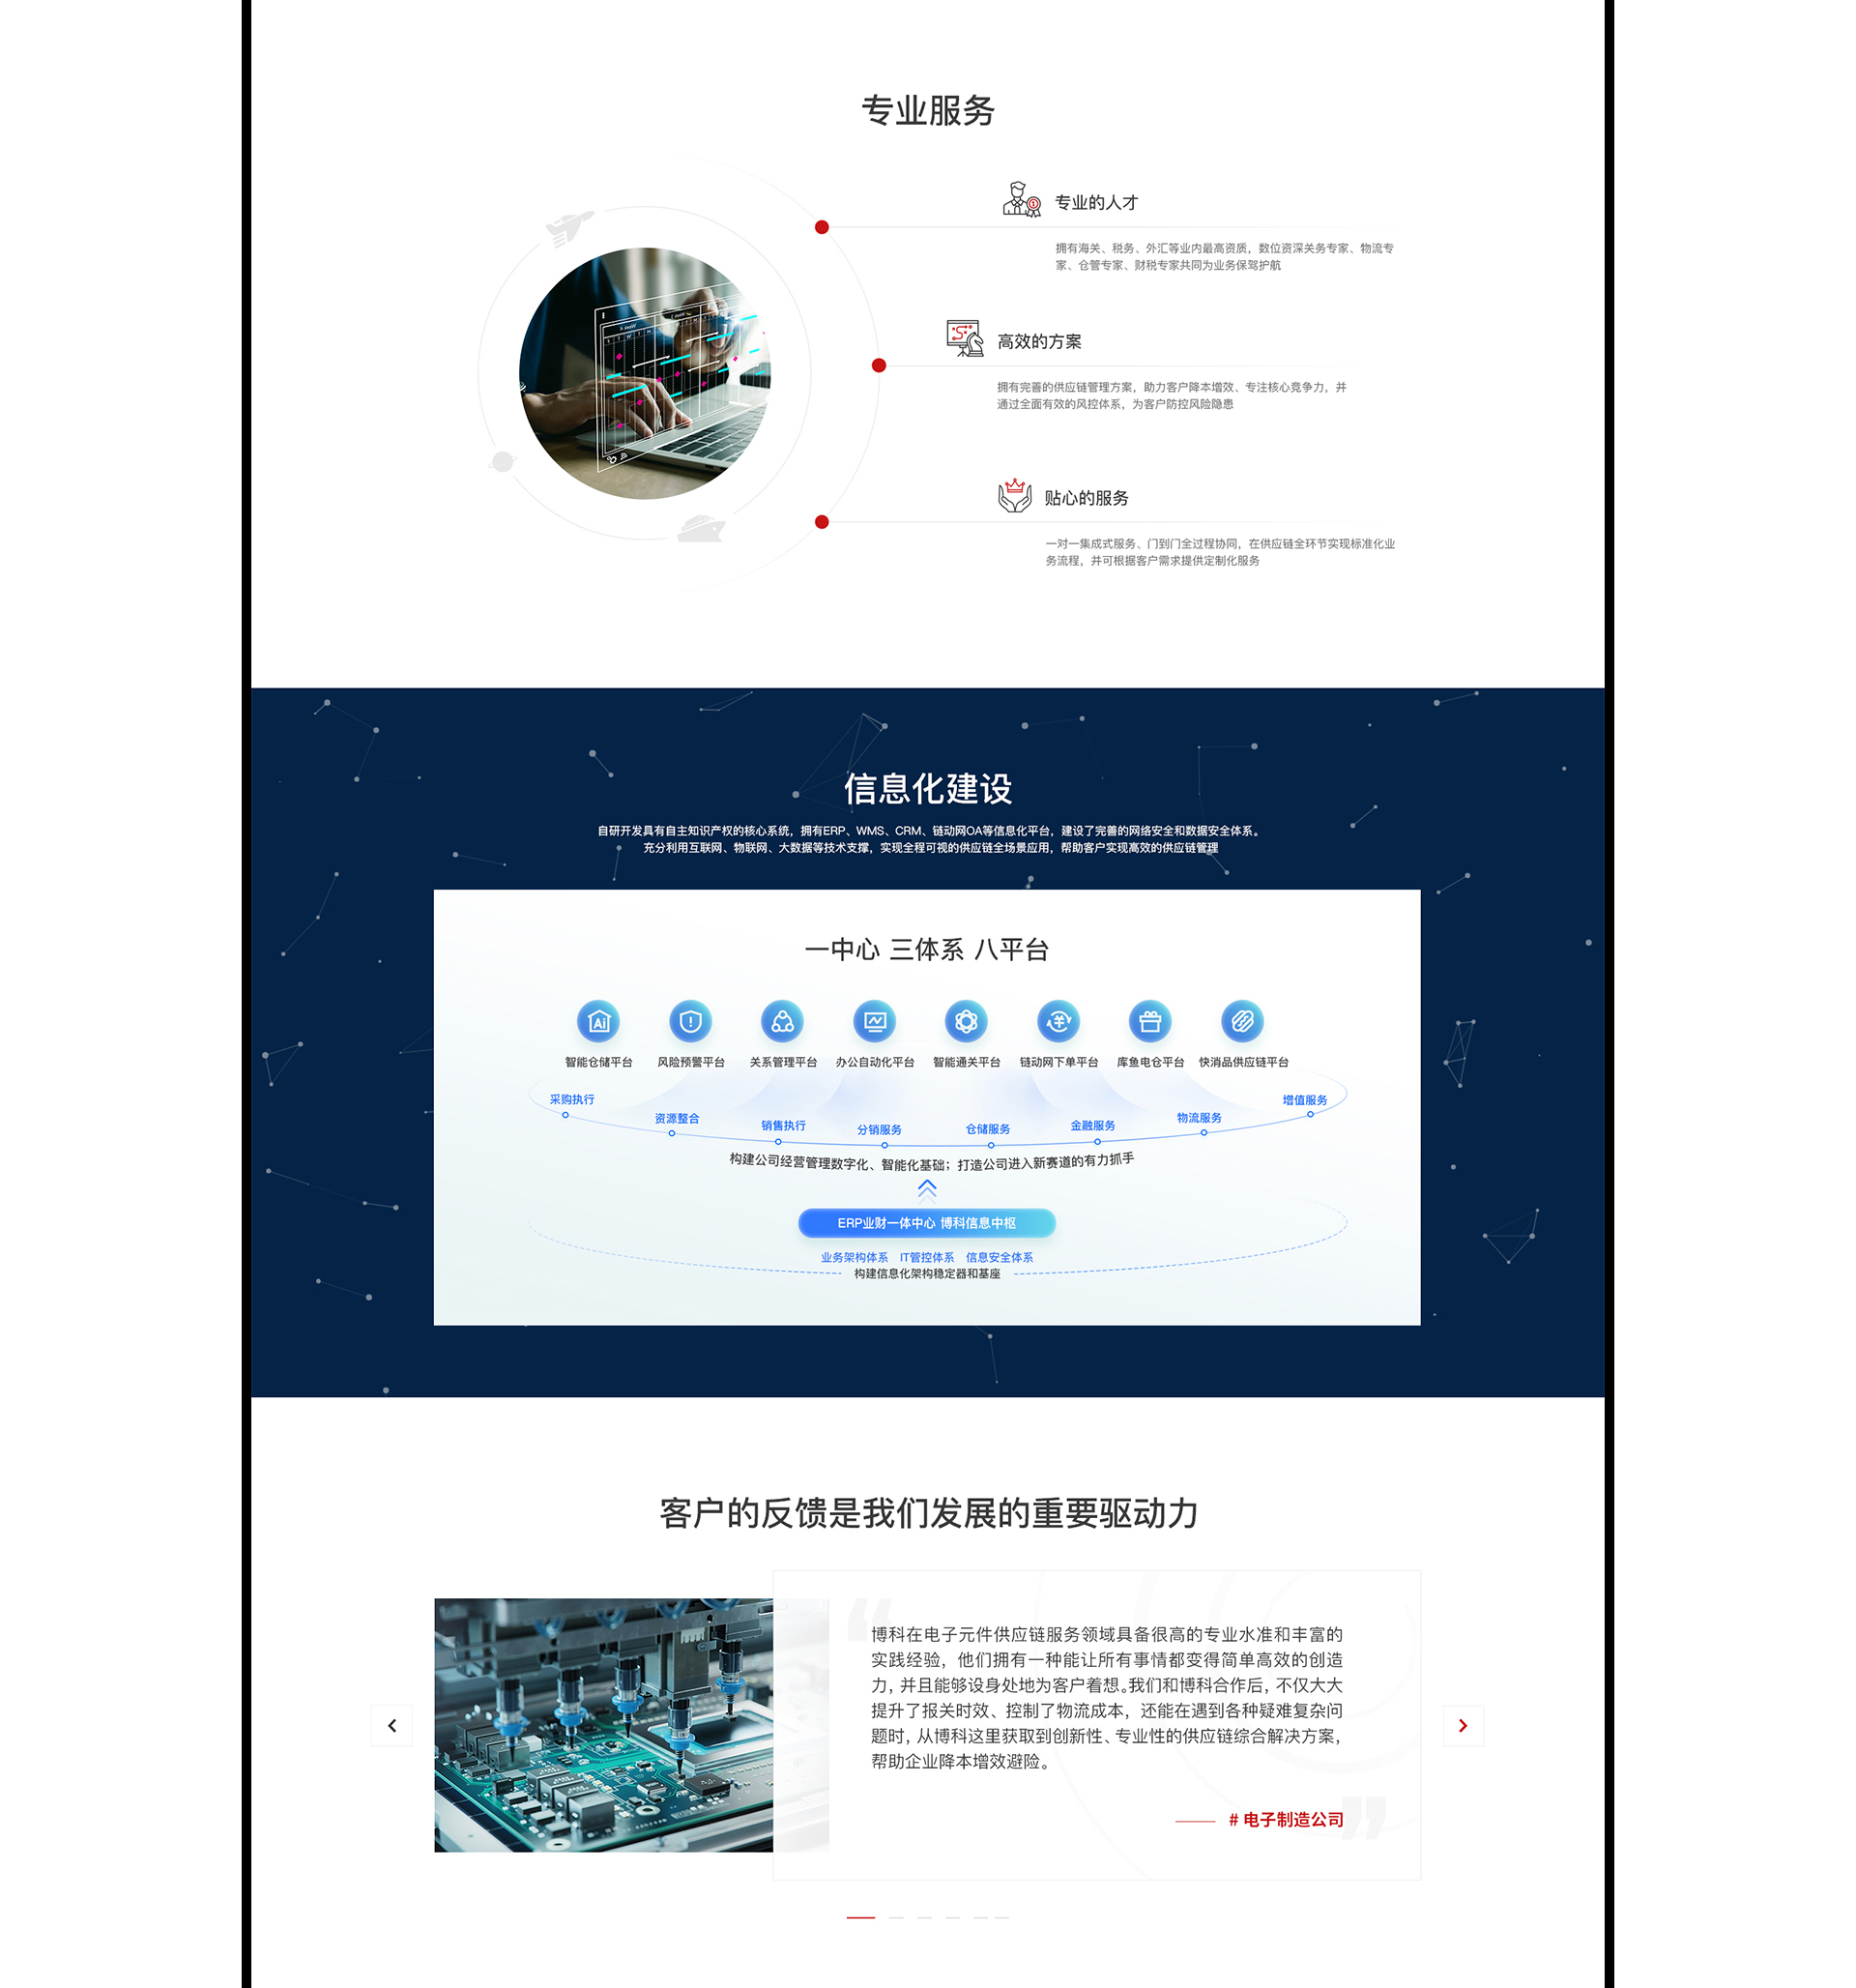 专业服务
专业的人才
拥有海关、税务、外汇等业内最高资质，数位资深关务专家、物流专
家、仓管专家、财税专家共同为业务保驾护航
高效的方案
拥有完善的供应链管理方案，助力客户降本增效、专注核心竞争力，并
通过全面有效的风控体系，为客户防控风险隐患
贴心的服务
一对一集成式服务、门到门全过程协同，在供应链全环节实现标准化业
务流程，并可根据客户需求提供定制化服务
信息化建设
自研开发具有自主知识产权的核心系统，拥有ERP、WMS、CRM、链动网OA等信息化平台，建设了完善的网络安全和数据安全体系。
充分利用互联网、物联网、大数据等技术支撑，实现全程可视的供应链全场景应用，帮助客户实现高效的供应链管理
一中心 三体系 八平台
Ai
智能仓储平台 风险预警平台 关系管理平台 办公自动化平台 智能通关平台 链动网下单平台 库鱼电仓平台 快消品供应链平台
采购执行 资源整合 销售执行 分销服务 仓储服务 金融服务 物流服务 增值服务
构建公司经营管理数字化、智能化基础；打造公司进入新赛道的有力抓手
ERP业财一体中心 博科信息中枢
业务架构体系 IT管控体系 信息安全体系
构建信息化架构稳定器和基座
客户的反馈是我们发展的重要驱动力
博科在电子元件供应链服务领域具备很高的专业水准和丰富的
实践经验，他们拥有一种能让所有事情都变得简单高效的创造
力，并且能够设身处地为客户着想。我们和博科合作后，不仅大大
提升了报关时效、控制了物流成本，还能在遇到各种疑难复杂问
题时，从博科这里获取到创新性、专业性的供应链综合解决方案，
帮助企业降本增效避险。
# 电子制造公司